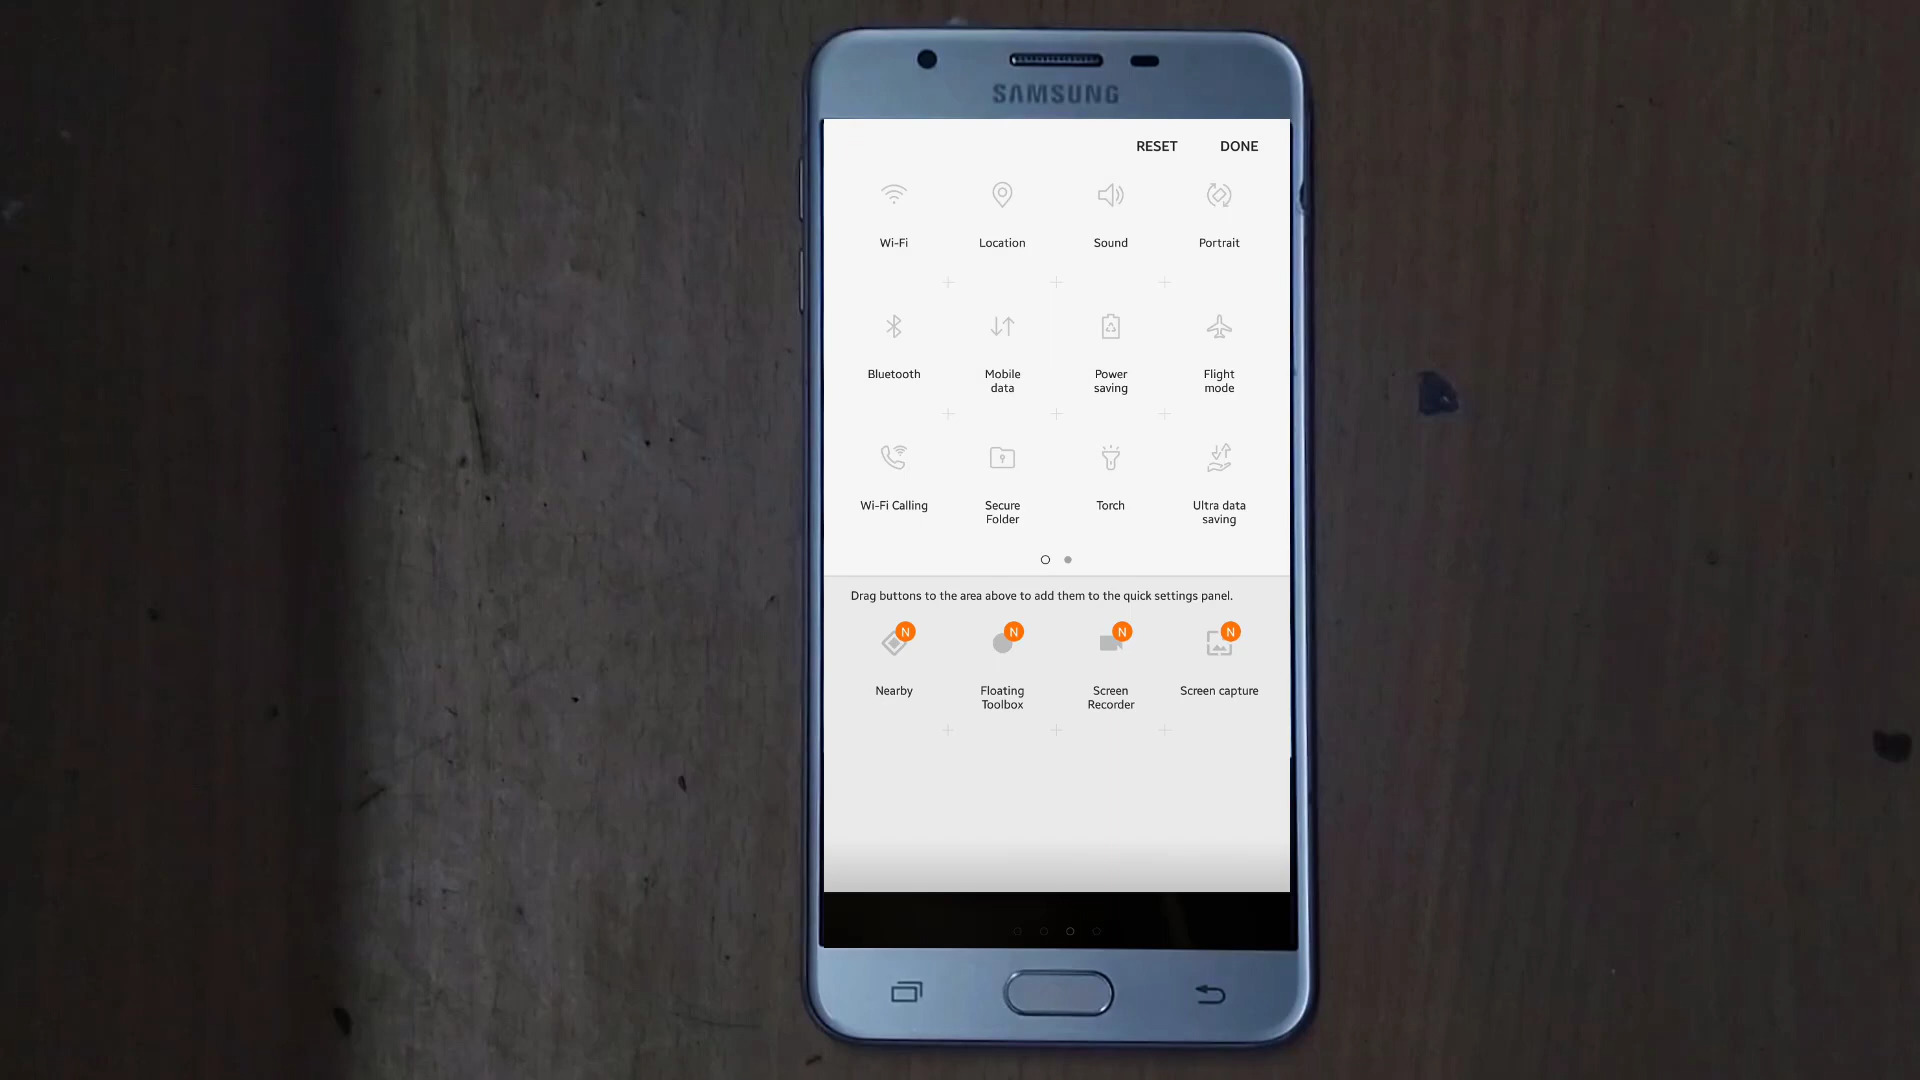 SAMSUNG
RESET DONE
Wi-Fi Location Sound Portrait
Bluetooth Mobile data Power saving Flight mode
Wi-Fi Calling Secure Folder Torch Ultra data saving
Drag buttons to the area above to add them to the quick settings panel.
N N N N
Nearby Floating Toolbox Screen Recorder Screen capture